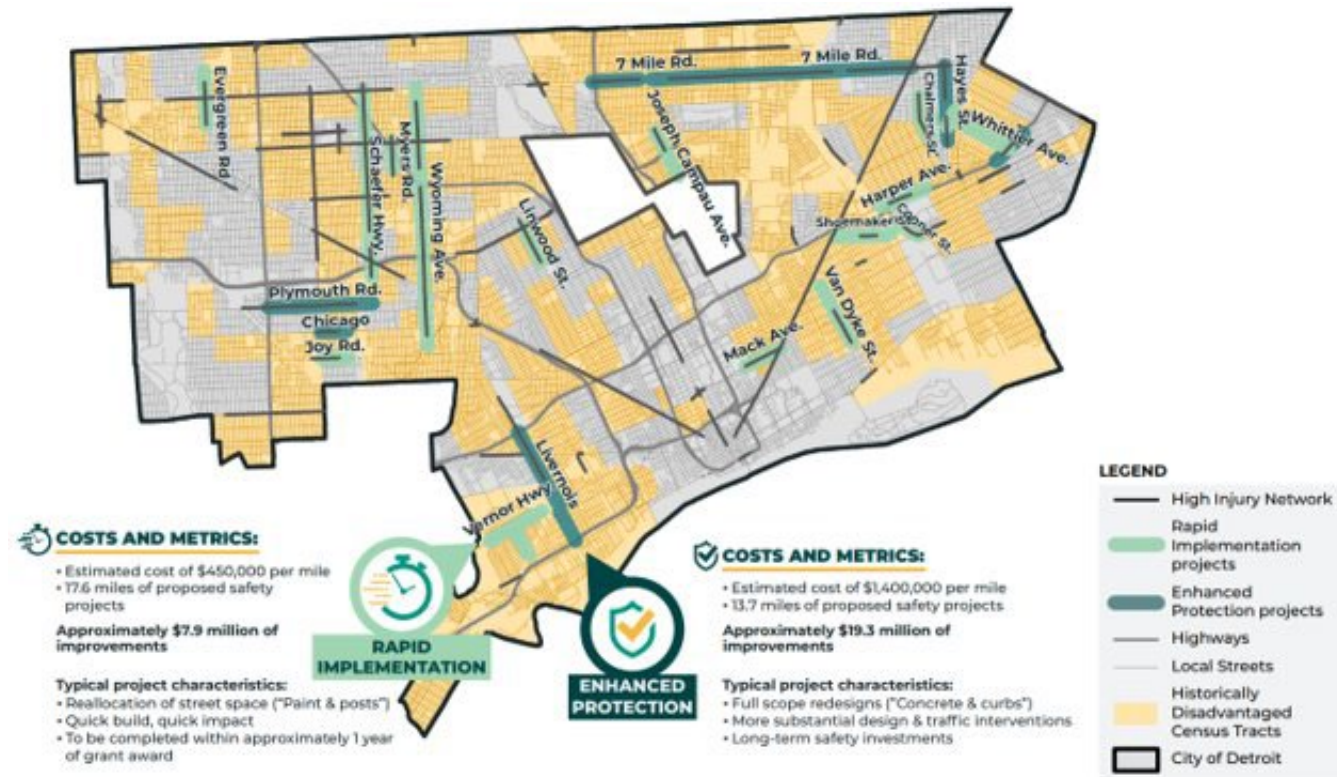 7 Mile Rd.
7 Mile Rd.
Evergreen Rd
Schaefer Hwy.
Myers Rd.
Wyoming Ave.
Linwood St.
Joseph Campau Ave.
Hayes St
Chalmers St.
Whittier Ave.
Harper Ave.
Shoemaker St.
Conner St.
Plymouth Rd.
Chicago
Joy Rd.
Van Dyke St.
Mack Ave.
Livernois
Vernor Hwy
COSTS AND METRICS:
• Estimated cost of $450,000 per mile
• 17.6 miles of proposed safety
projects
Approximately $7.9 million of
improvements
Typical project characteristics:
• Reallocation of street space ("Paint & posts")
• Quick build, quick impact
• To be completed within approximately 1 year
of grant award
RAPID
IMPLEMENTATION
ENHANCED
PROTECTION
COSTS AND METRICS:
• Estimated cost of $1,400,000 per mile
• 13.7 miles of proposed safety projects
Approximately $19.3 million of
improvements
Typical project characteristics:
• Full scope redesigns ("Concrete & curbs")
• More substantial design & traffic interventions
• Long-term safety investments
LEGEND
High Injury Network
Rapid
Implementation
projects
Enhanced
Protection projects
Highways
Local Streets
Historically
Disadvantaged
Census Tracts
City of Detroit